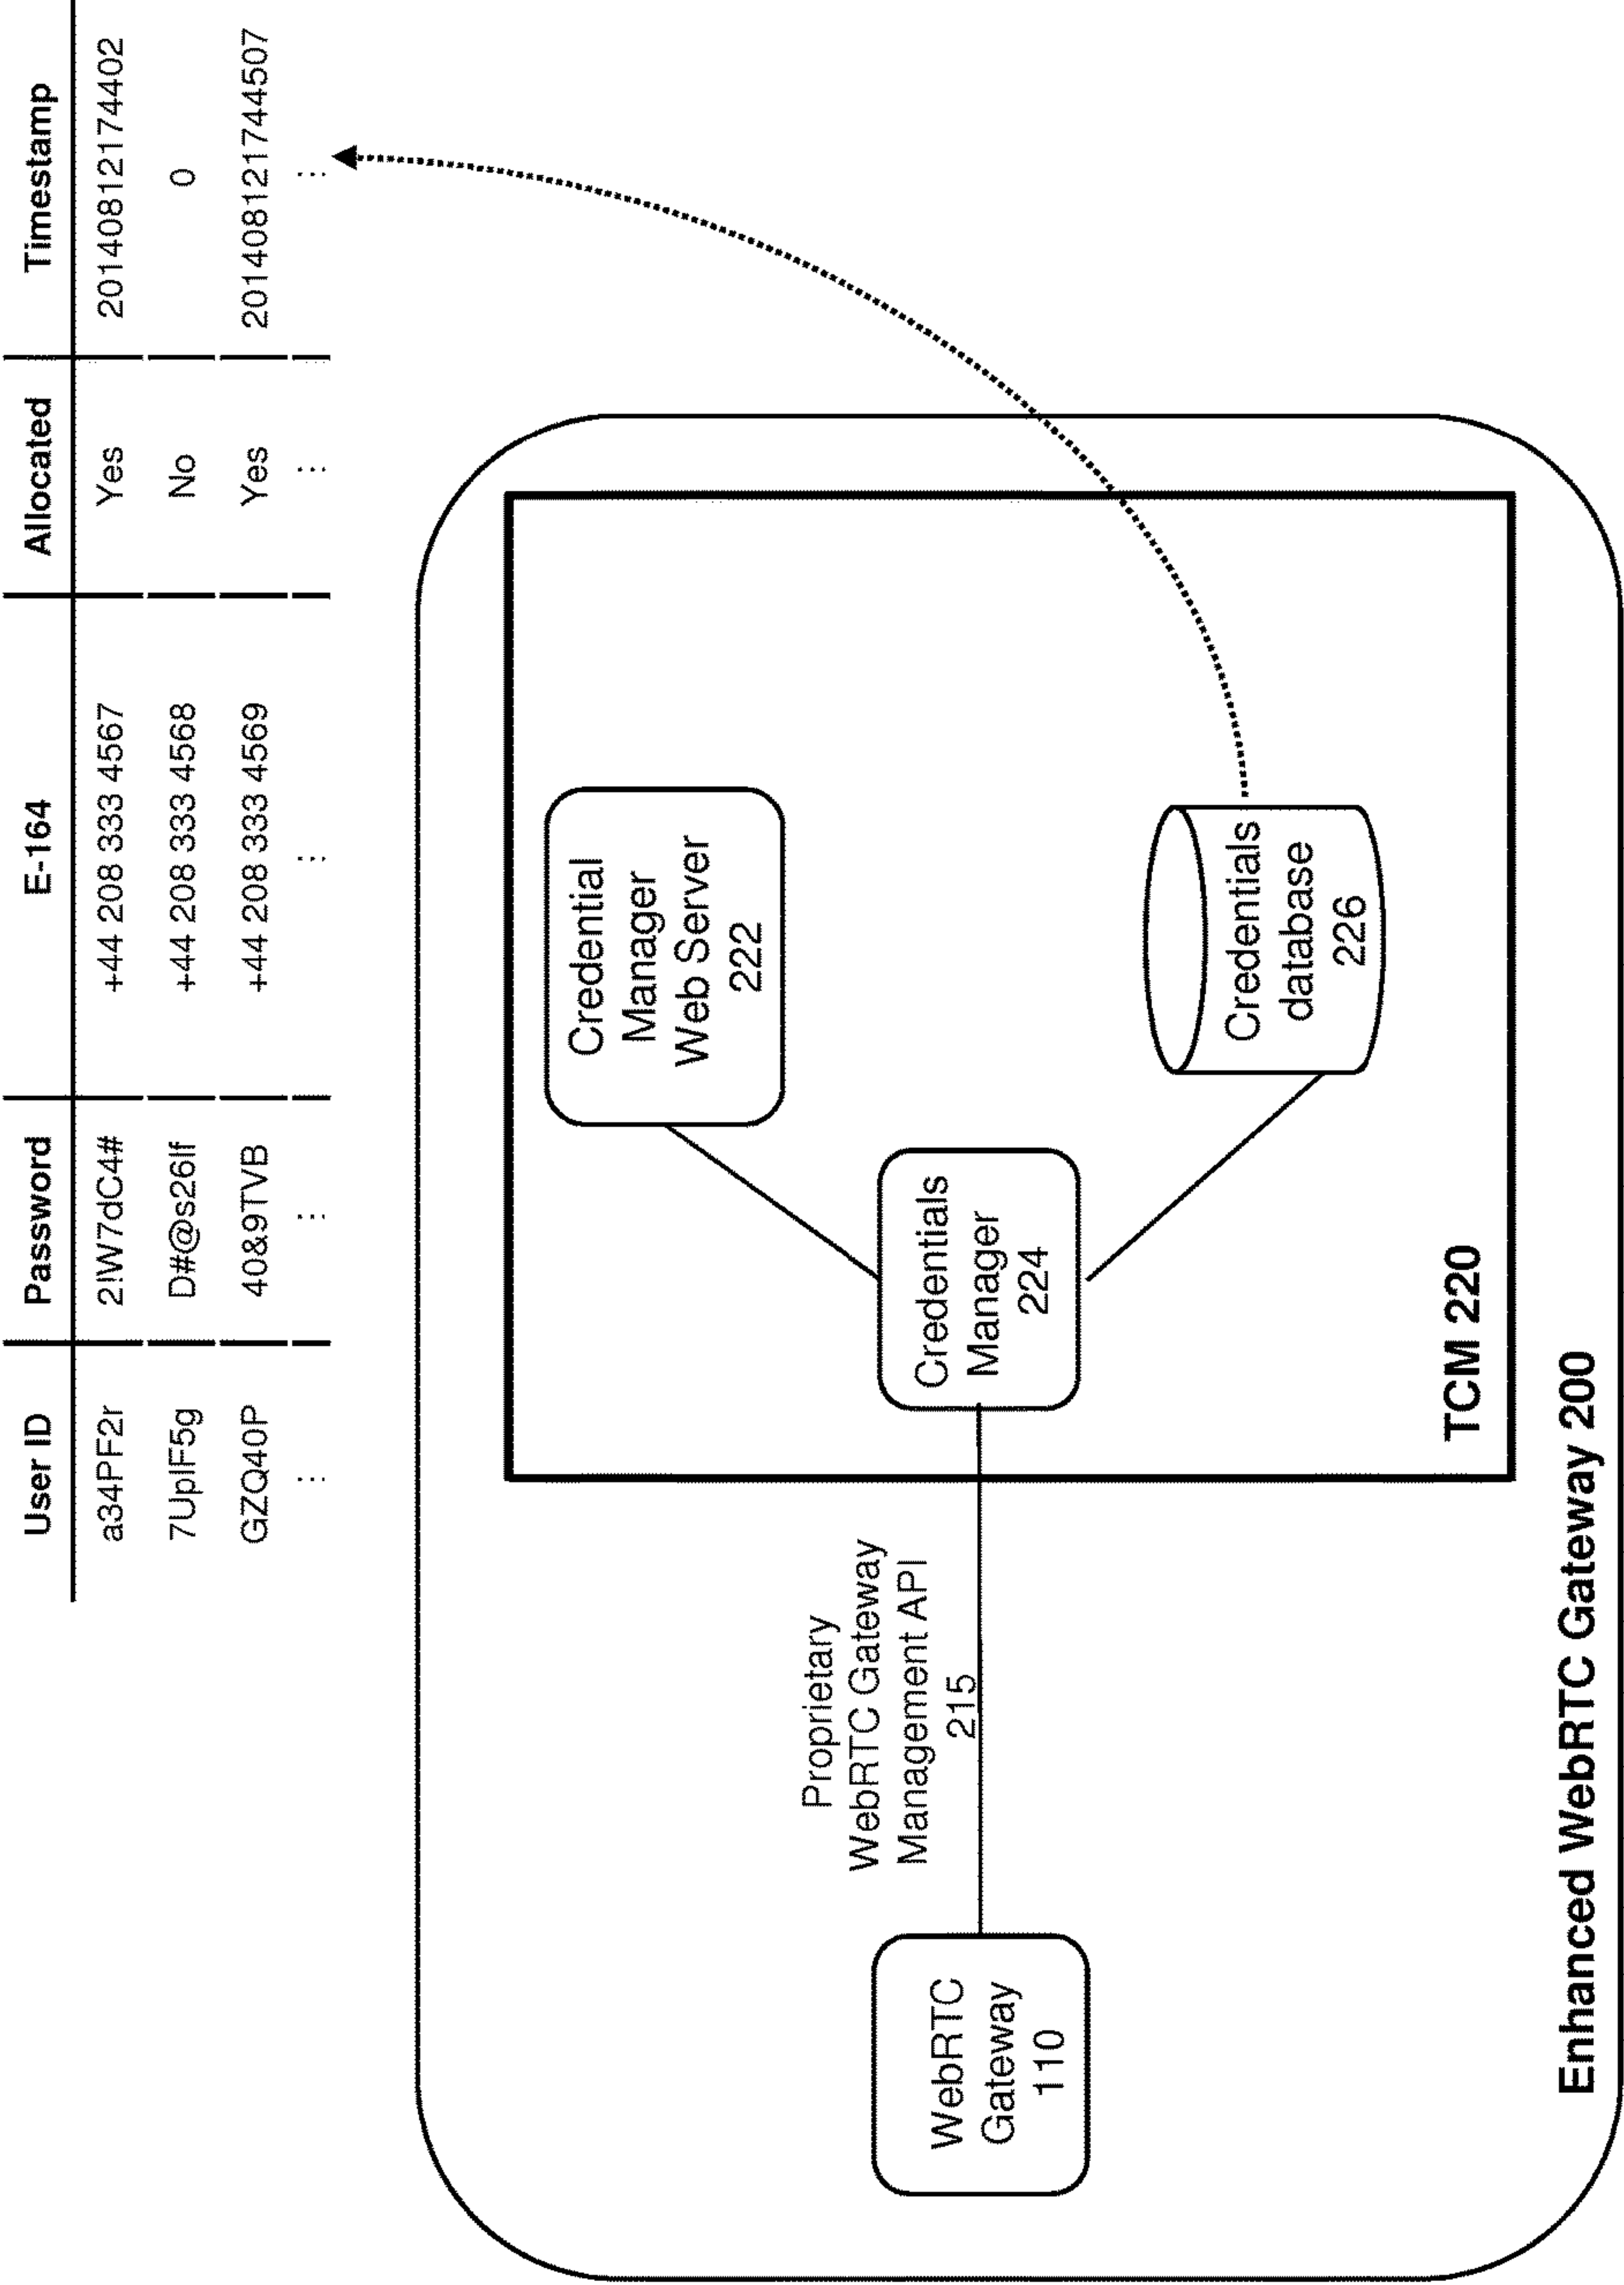 User ID Password E-164 Allocated Timestamp
a34PF2r 2!W7dC4# +44 208 333 4567 Yes 20140812174402
7UpIF5g D#@s26lf +44 208 333 4568 No 0
GZQ40P 40&9TVB +44 208 333 4569 Yes 20140812174507
... ... ... ... ...
Credential
Manager
Web Server
222
Proprietary
WebRTC Gateway
Management API
215
WebRTC
Gateway
110
Credentials
Manager
224
Credentials
database
226
TCM 220
Enhanced WebRTC Gateway 200